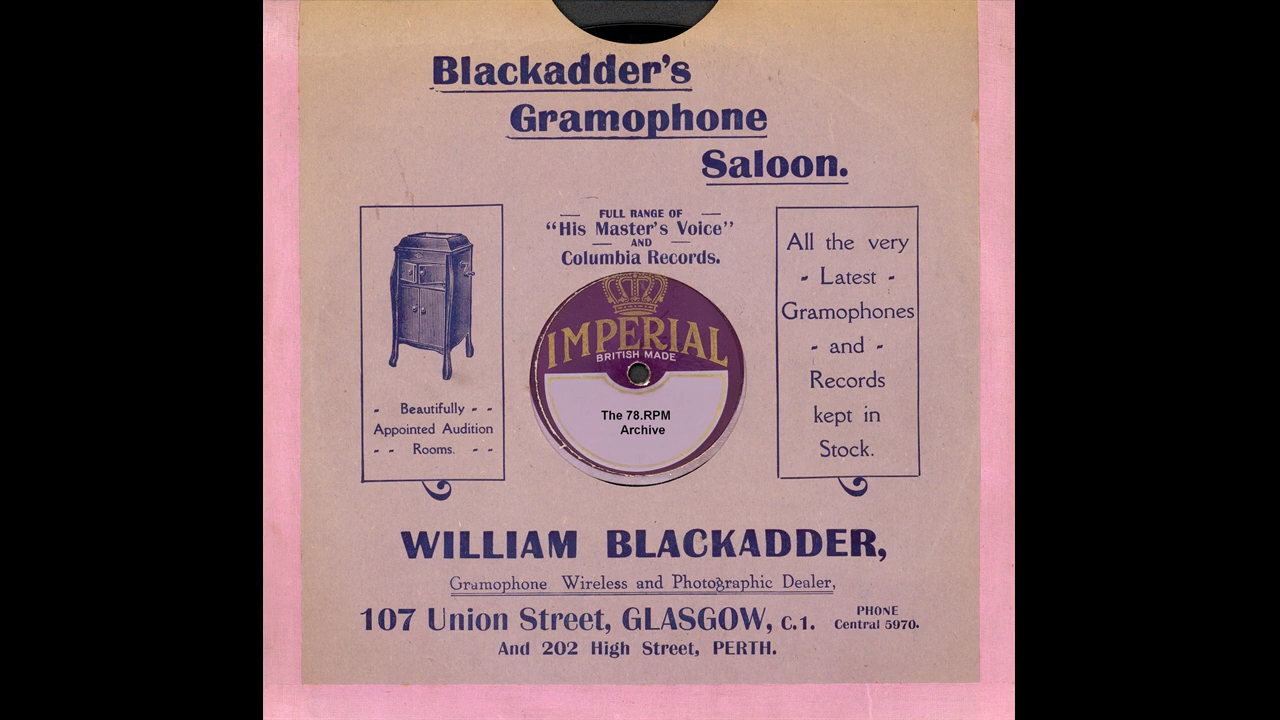 Blackadder's
Gramophone
Saloon.
FULL RANGE OF
“His Master's Voice”
AND
Columbia Records.
- Beautifully - -
Appointed Audition
- - Rooms. - -
IMPERIAL
BRITISH MADE
The 78.RPM
Archive
All the very
- Latest -
Gramophones
- and -
Records
kept in
Stock.
WILLIAM BLACKADDER,
Gramophone Wireless and Photographic Dealer,
107 Union Street, GLASGOW, C.1.
PHONE
Central 5970.
And 202 High Street, PERTH.